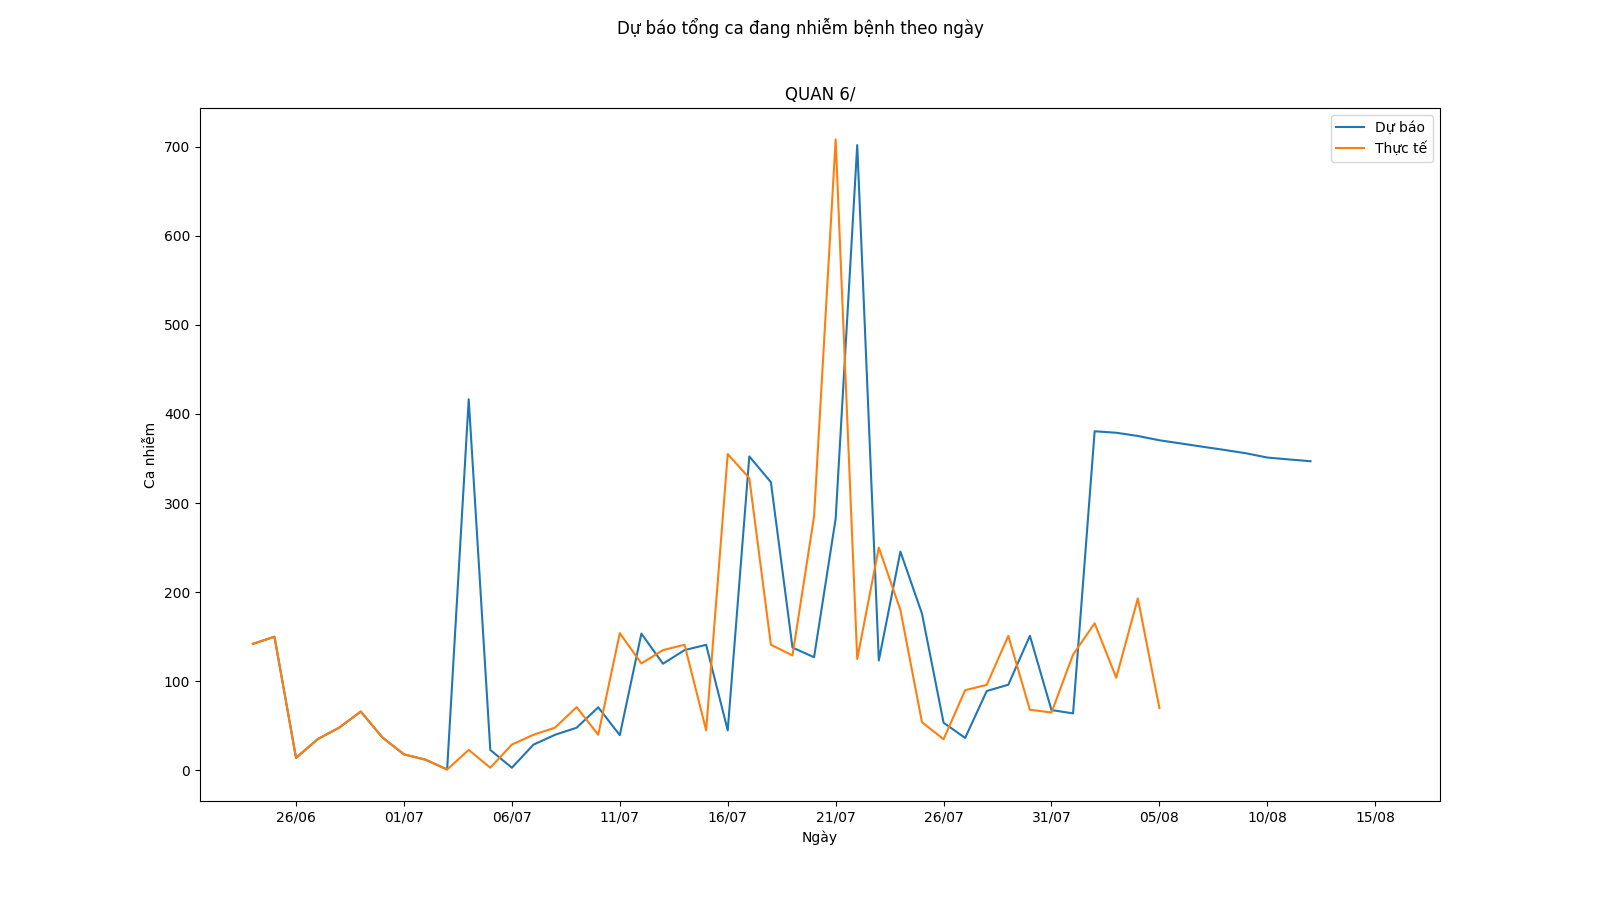 Dự báo tổng ca đang nhiễm bệnh theo ngày
QUAN 6/
Dự báo
Thực tế
Ca nhiễm
700
600
500
400
300
200
100
0
26/06 01/07 06/07 11/07 16/07 21/07 26/07 31/07 05/08 10/08 15/08
Ngày